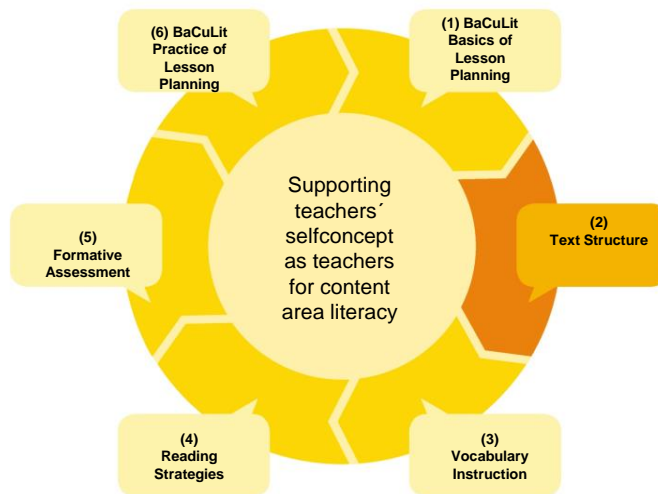 (1) BaCuLit
Basics of
Lesson
Planning
(2)
Text Structure
(3)
Vocabulary
Instruction
(4)
Reading
Strategies
(5)
Formative
Assessment
(6) BaCuLit
Practice of
Lesson
Planning
Supporting
teachers´
selfconcept
as teachers
for content
area literacy